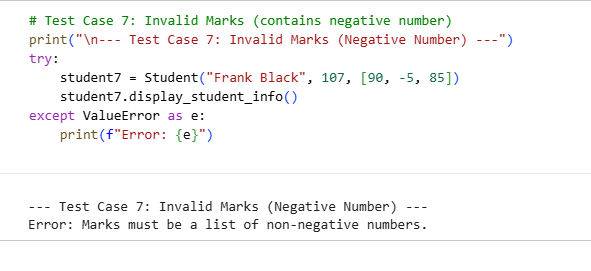 # Test Case 7: Invalid Marks (contains negative number)
print("\n--- Test Case 7: Invalid Marks (Negative Number) ---")
try:
    student7 = Student("Frank Black", 107, [90, -5, 85])
    student7.display_student_info()
except ValueError as e:
    print(f"Error: {e}")
--- Test Case 7: Invalid Marks (Negative Number) ---
Error: Marks must be a list of non-negative numbers.